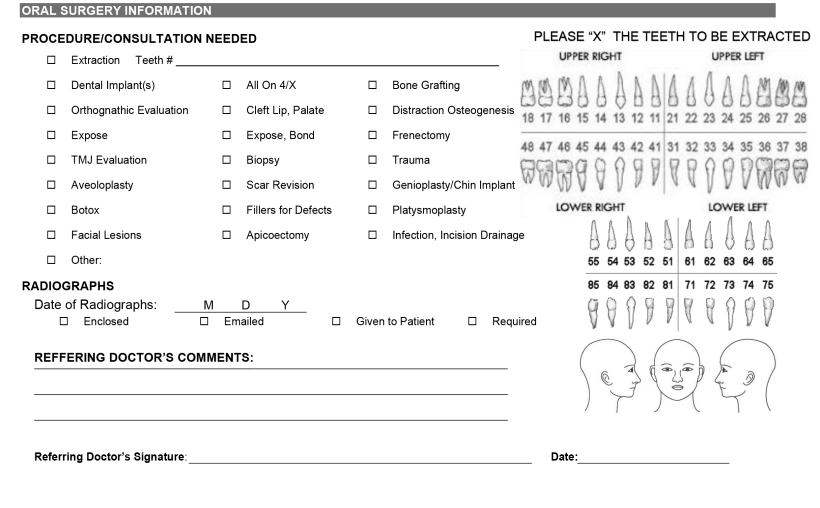 ORAL SURGERY INFORMATION
PROCEDURE/CONSULTATION NEEDED
☐ Extraction Teeth #
☐ Dental Implant(s) ☐ All On 4/X ☐ Bone Grafting
☐ Orthognathic Evaluation ☐ Cleft Lip, Palate ☐ Distraction Osteogenesis
☐ Expose ☐ Expose, Bond ☐ Frenectomy
☐ TMJ Evaluation ☐ Biopsy ☐ Trauma
☐ Aveoloplasty ☐ Scar Revision ☐ Genioplasty/Chin Implant
☐ Botox ☐ Fillers for Defects ☐ Platysmoplasty
☐ Facial Lesions ☐ Apicoectomy ☐ Infection, Incision Drainage
☐ Other:
PLEASE “X” THE TEETH TO BE EXTRACTED
UPPER RIGHT UPPER LEFT
18 17 16 15 14 13 12 11 21 22 23 24 25 26 27 28
48 47 46 45 44 43 42 41 31 32 33 34 35 36 37 38
LOWER RIGHT LOWER LEFT
55 54 53 52 51 61 62 63 64 65
85 84 83 82 81 71 72 73 74 75
RADIOGRAPHS
Date of Radiographs: M D Y
☐ Enclosed ☐ Emailed ☐ Given to Patient ☐ Required
REFFERING DOCTOR’S COMMENTS:
Referring Doctor’s Signature: Date: